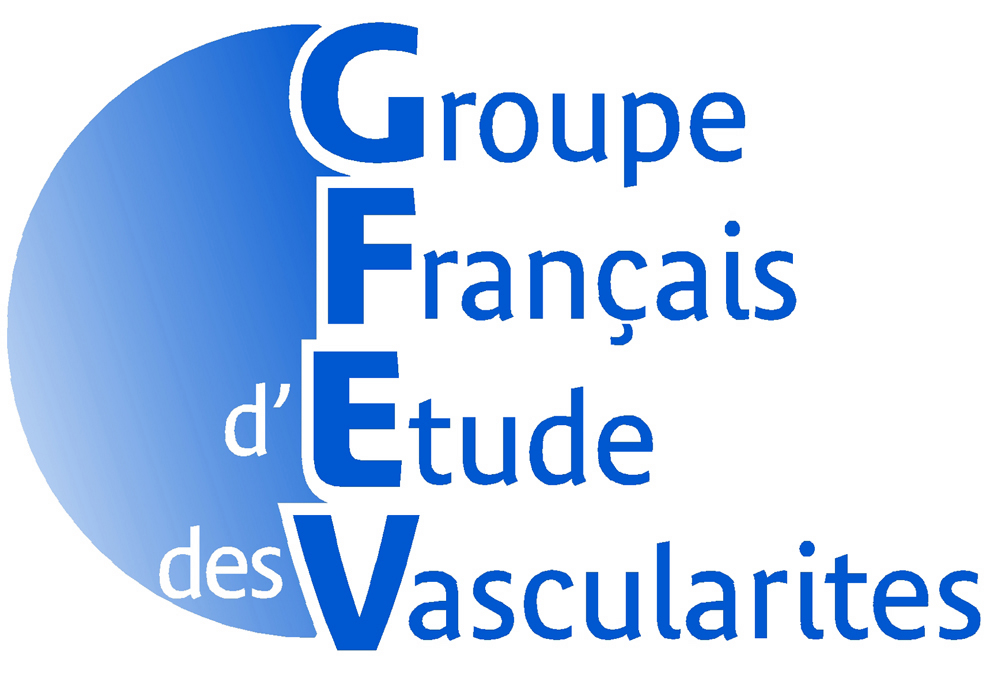 Groupe
Français
d'Etude
des Vascularites